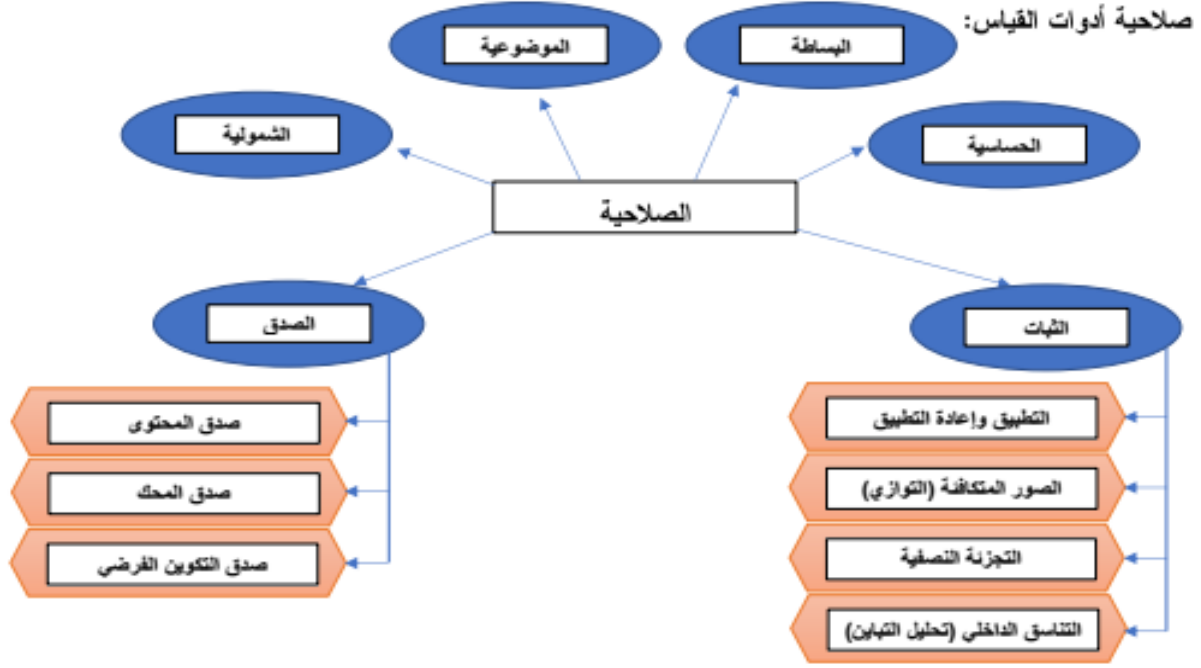 صلاحية أدوات القياس:
البساطة
الموضوعية
الحساسية
الشمولية
الصلاحية
الثبات
الصدق
التطبيق وإعادة التطبيق
الصور المتكافئة (التوازي)
التجزئة النصفية
التناسق الداخلي (تحليل التباين)
صدق المحتوى
صدق المحك
صدق التكوين الفرضي